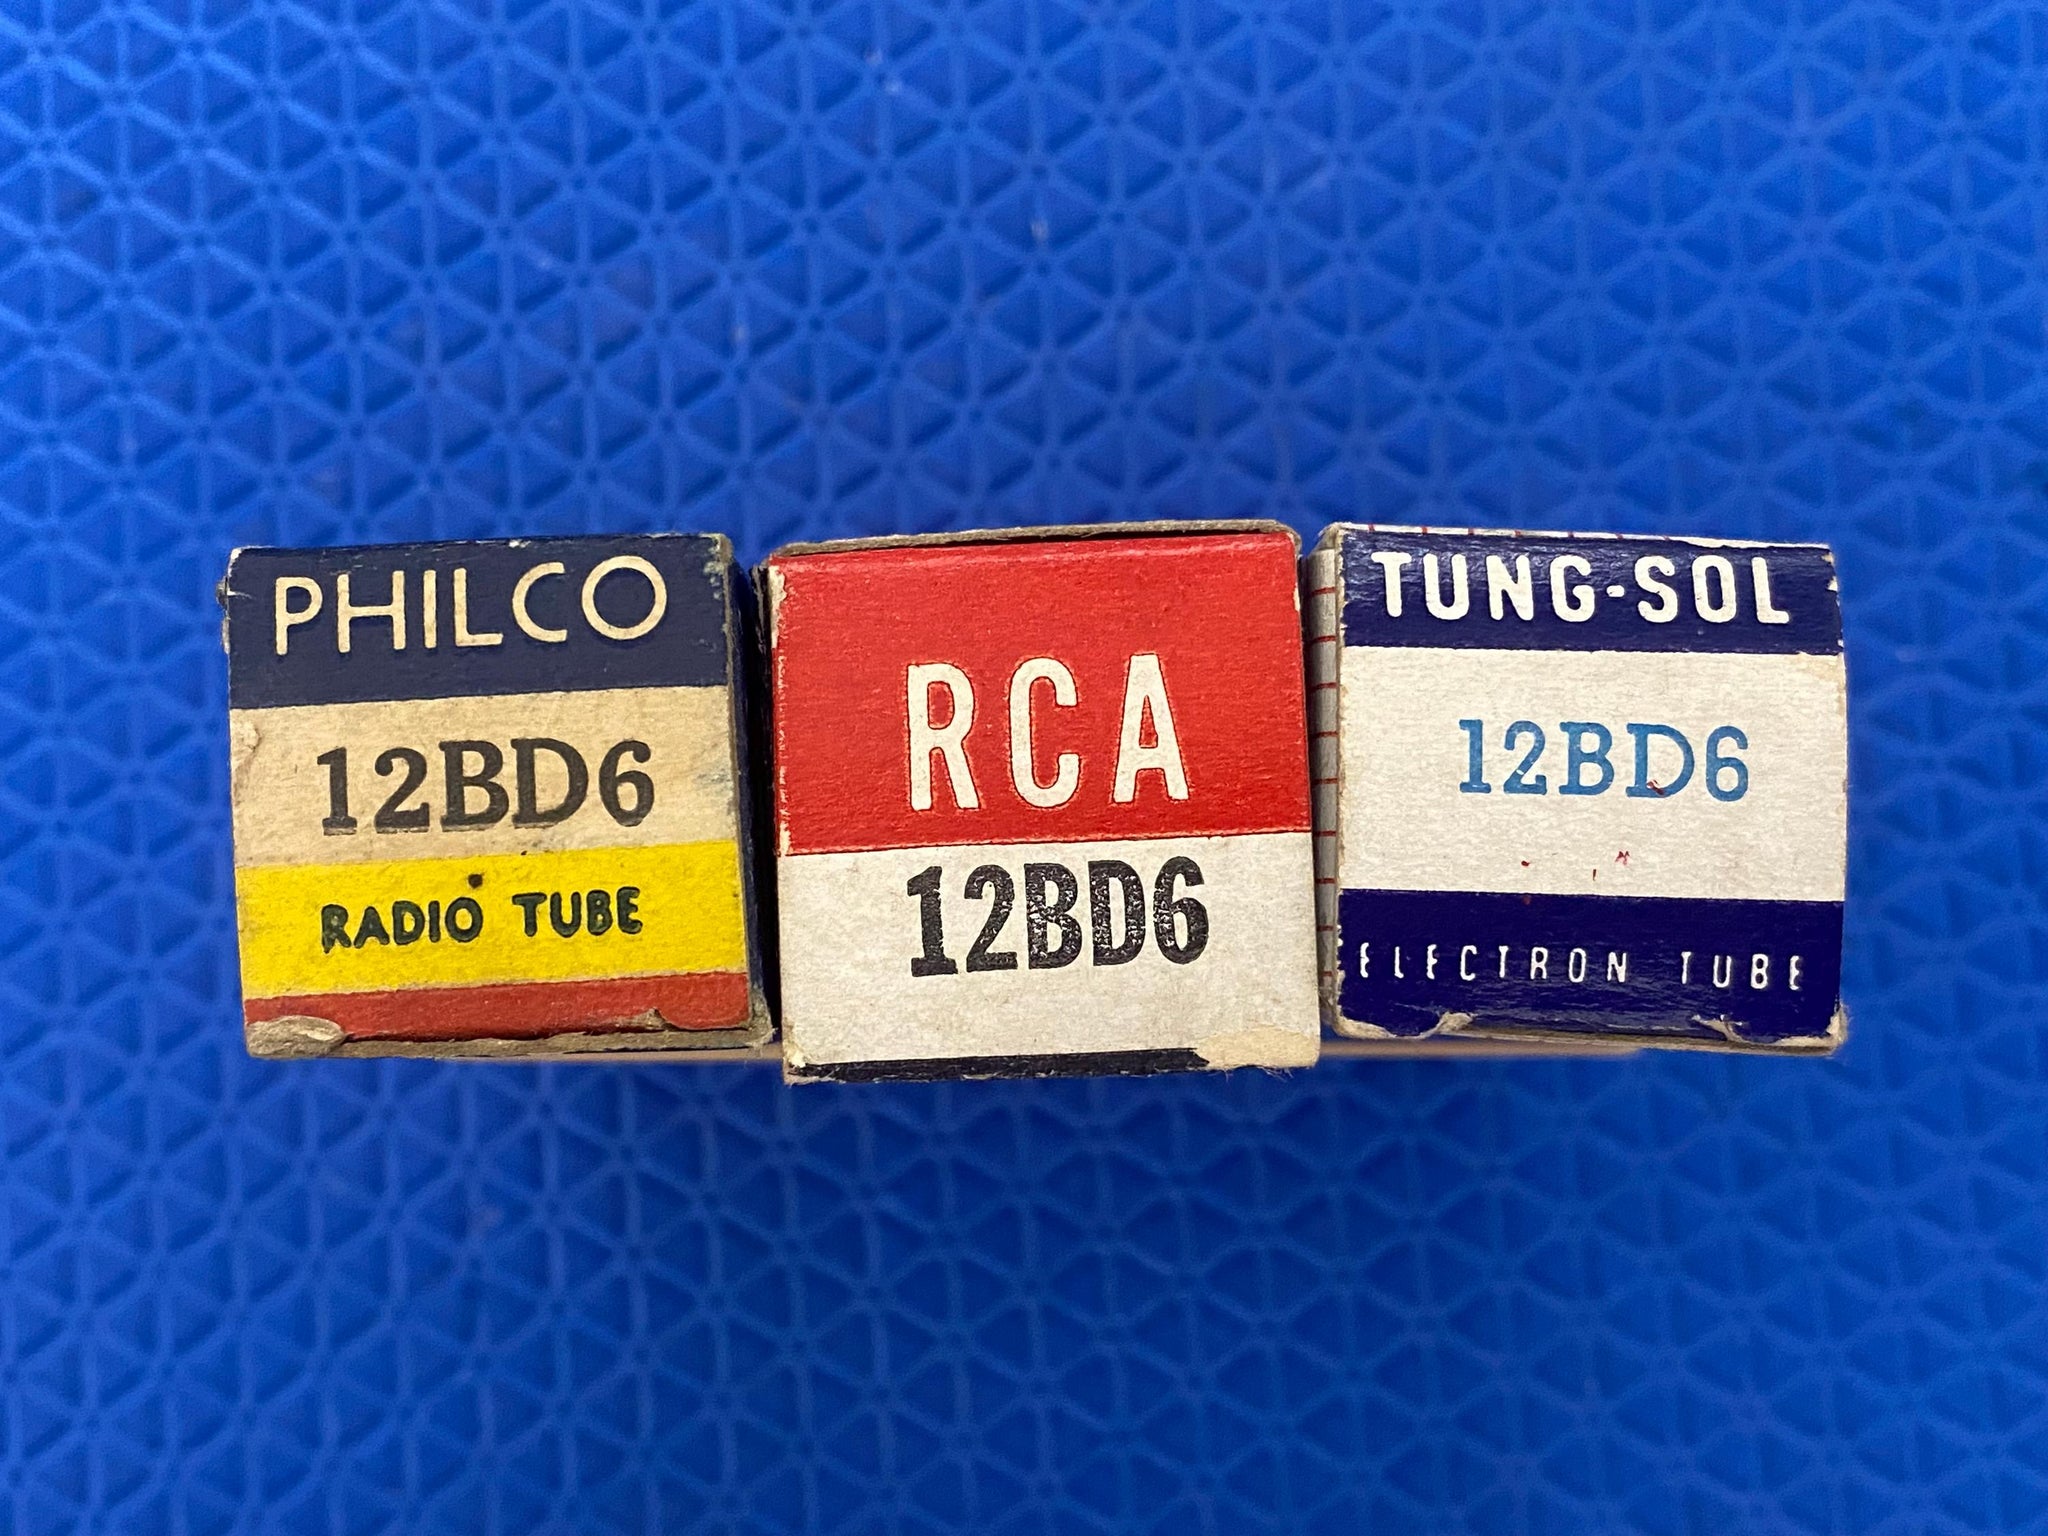 PHILCO
12BD6
RADIO TUBE
RCA
12BD6
TUNG-SOL
12BD6
ELECTRON TUBE